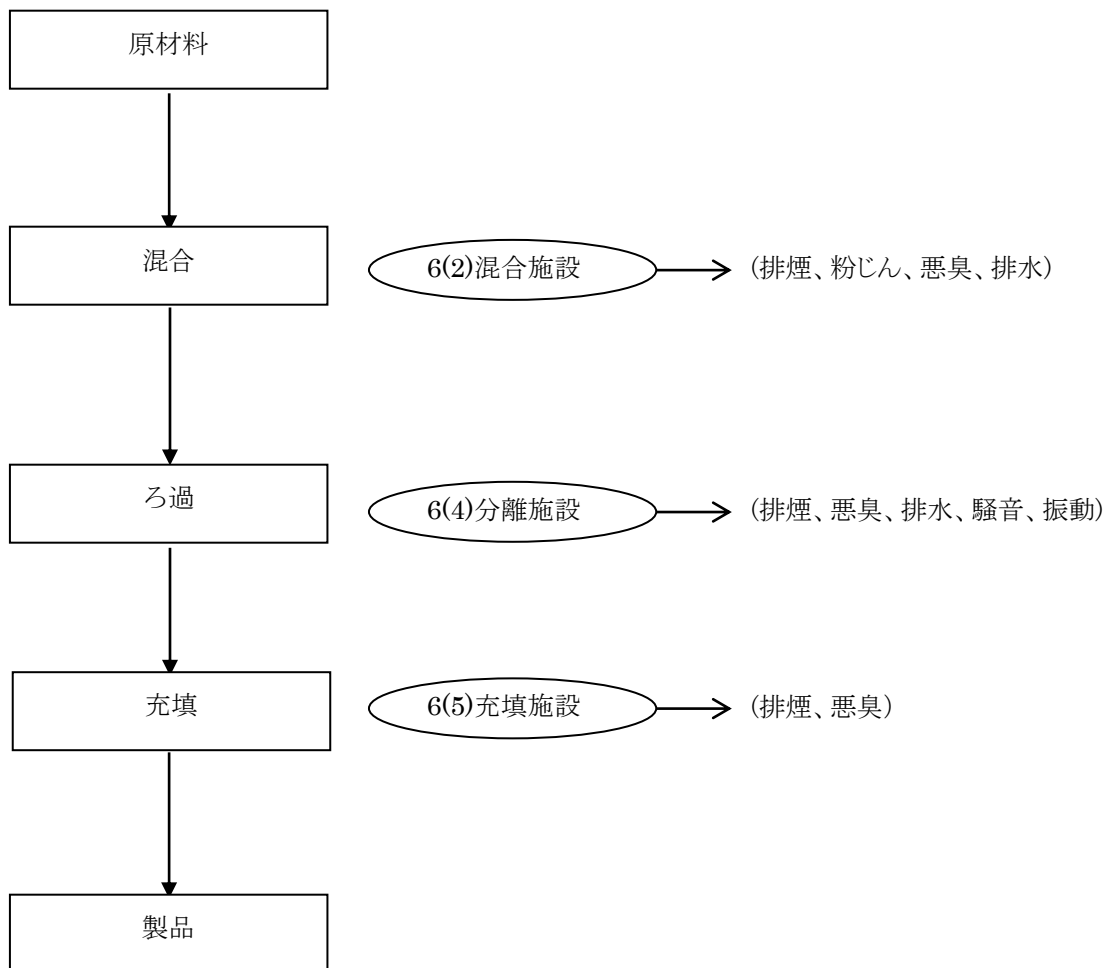 原材料
混合
6(2)混合施設
(排煙、粉じん、悪臭、排水)
ろ過
6(4)分離施設
(排煙、悪臭、排水、騒音、振動)
充填
6(5)充填施設
(排煙、悪臭)
製品